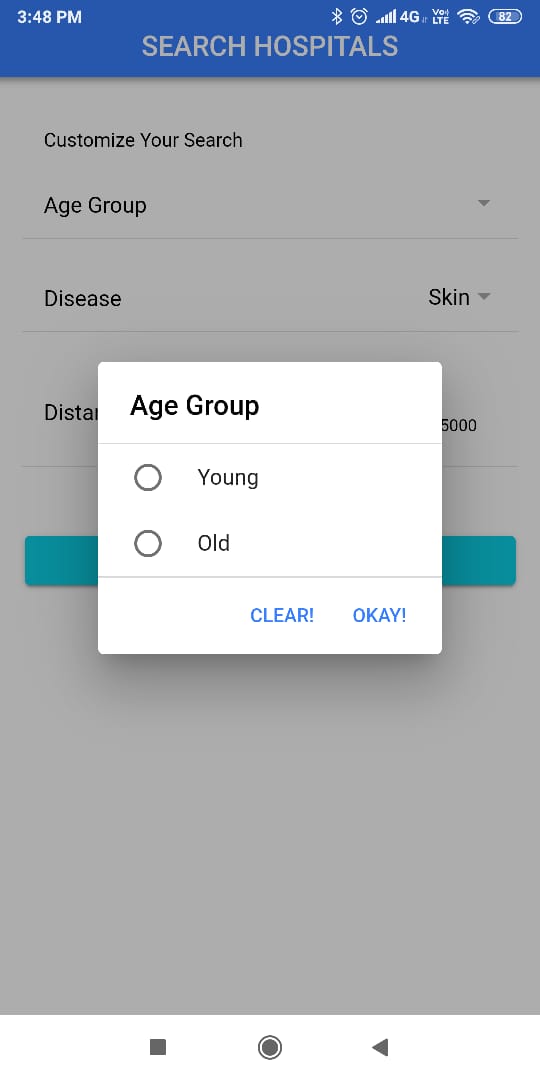 3:48 PM 4G Vo) LTE 82
SEARCH HOSPITALS
Customize Your Search
Age Group
Disease Skin
5000
Age Group
Young
Old
CLEAR! OKAY!